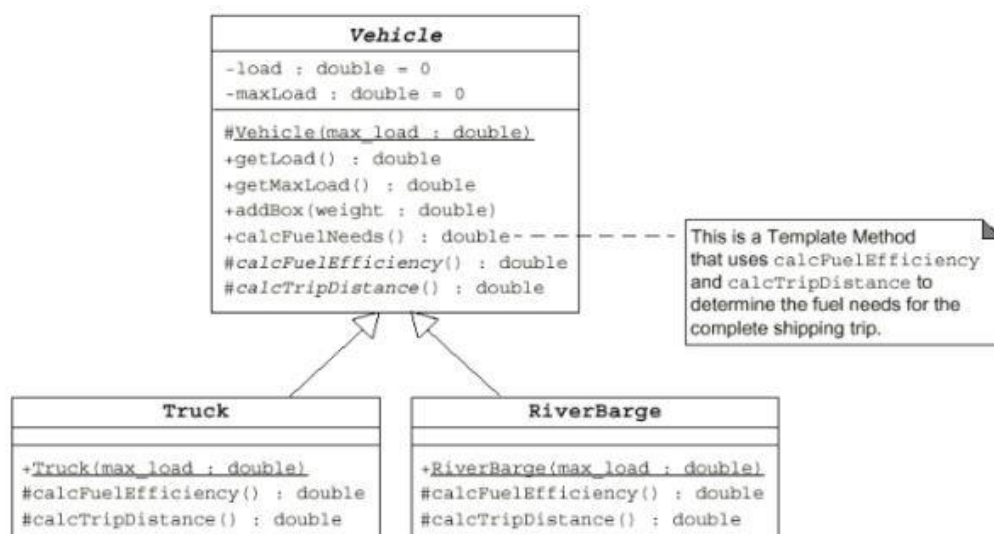 Vehicle
-load : double = 0
-maxLoad : double = 0
#Vehicle(max_load : double)
+getLoad() : double
+getMaxLoad() : double
+addBox(weight : double)
+calcFuelNeeds() : double
#calcFuelEfficiency() : double
#calcTripDistance() : double
This is a Template Method
that uses calcFuelEfficiency
and calcTripDistance to
determine the fuel needs for the
complete shipping trip.
Truck
+Truck(max_load : double)
#calcFuelEfficiency() : double
#calcTripDistance() : double
RiverBarge
+RiverBarge(max_load : double)
#calcFuelEfficiency() : double
#calcTripDistance() : double